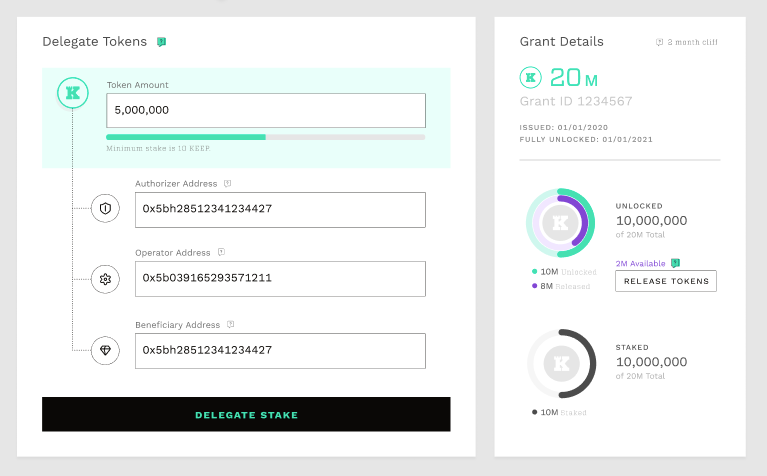 Delegate Tokens
Token Amount
5,000,000
Minimum stake is 10 KEEP.
Authorizer Address
0x5bh28512341234427
Operator Address
0x5b039165293571211
Beneficiary Address
0x5bh28512341234427
DELEGATE STAKE
Grant Details
2 month cliff
K 20M
Grant ID 1234567
ISSUED: 01/01/2020
FULLY UNLOCKED: 01/01/2021
K
UNLOCKED
10,000,000
of 20M Total
2M Available
RELEASE TOKENS
10M Unlocked
8M Released
K
STAKED
10,000,000
of 20M Total
10M Staked